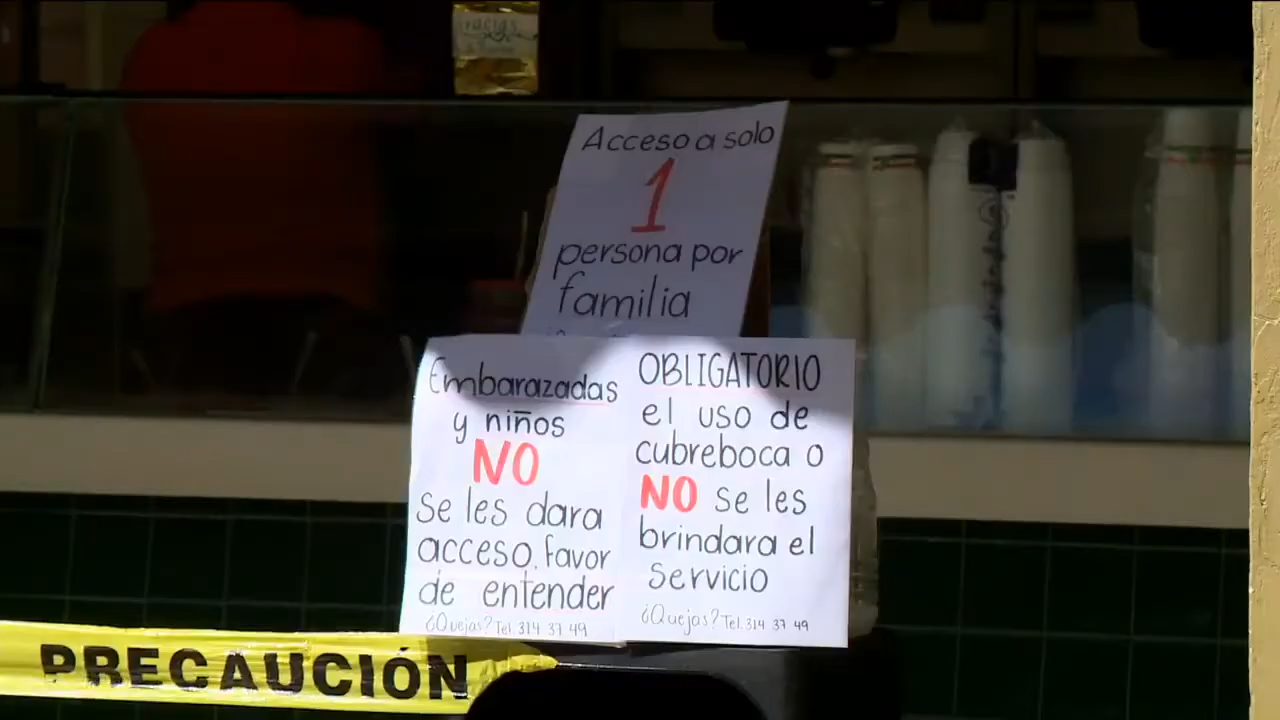 racias
Acceso a solo
1
persona por
familia
Embarazadas
y niños
NO
se les dara
acceso. favor
de entender
¿Quejas? Tel. 314 37 49
OBLIGATORIO
el uso de
cubreboca o
NO se les
brindara el
servicio
¿Quejas? Tel. 314 37 49
PRECAUCIÓN